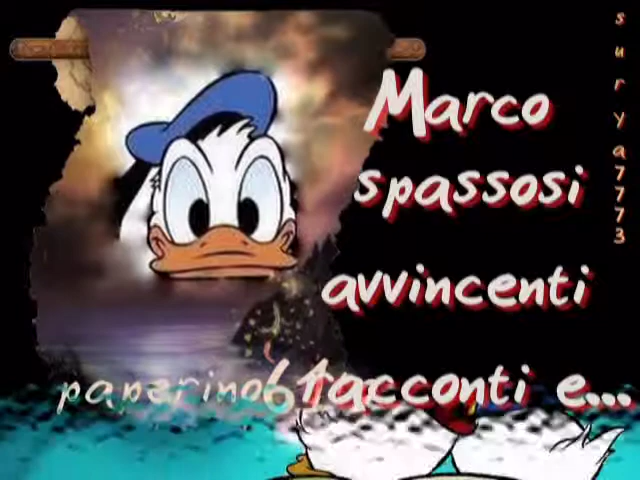 Marco
spassosi
avvincenti
racconti e...
paperino61
surya7773